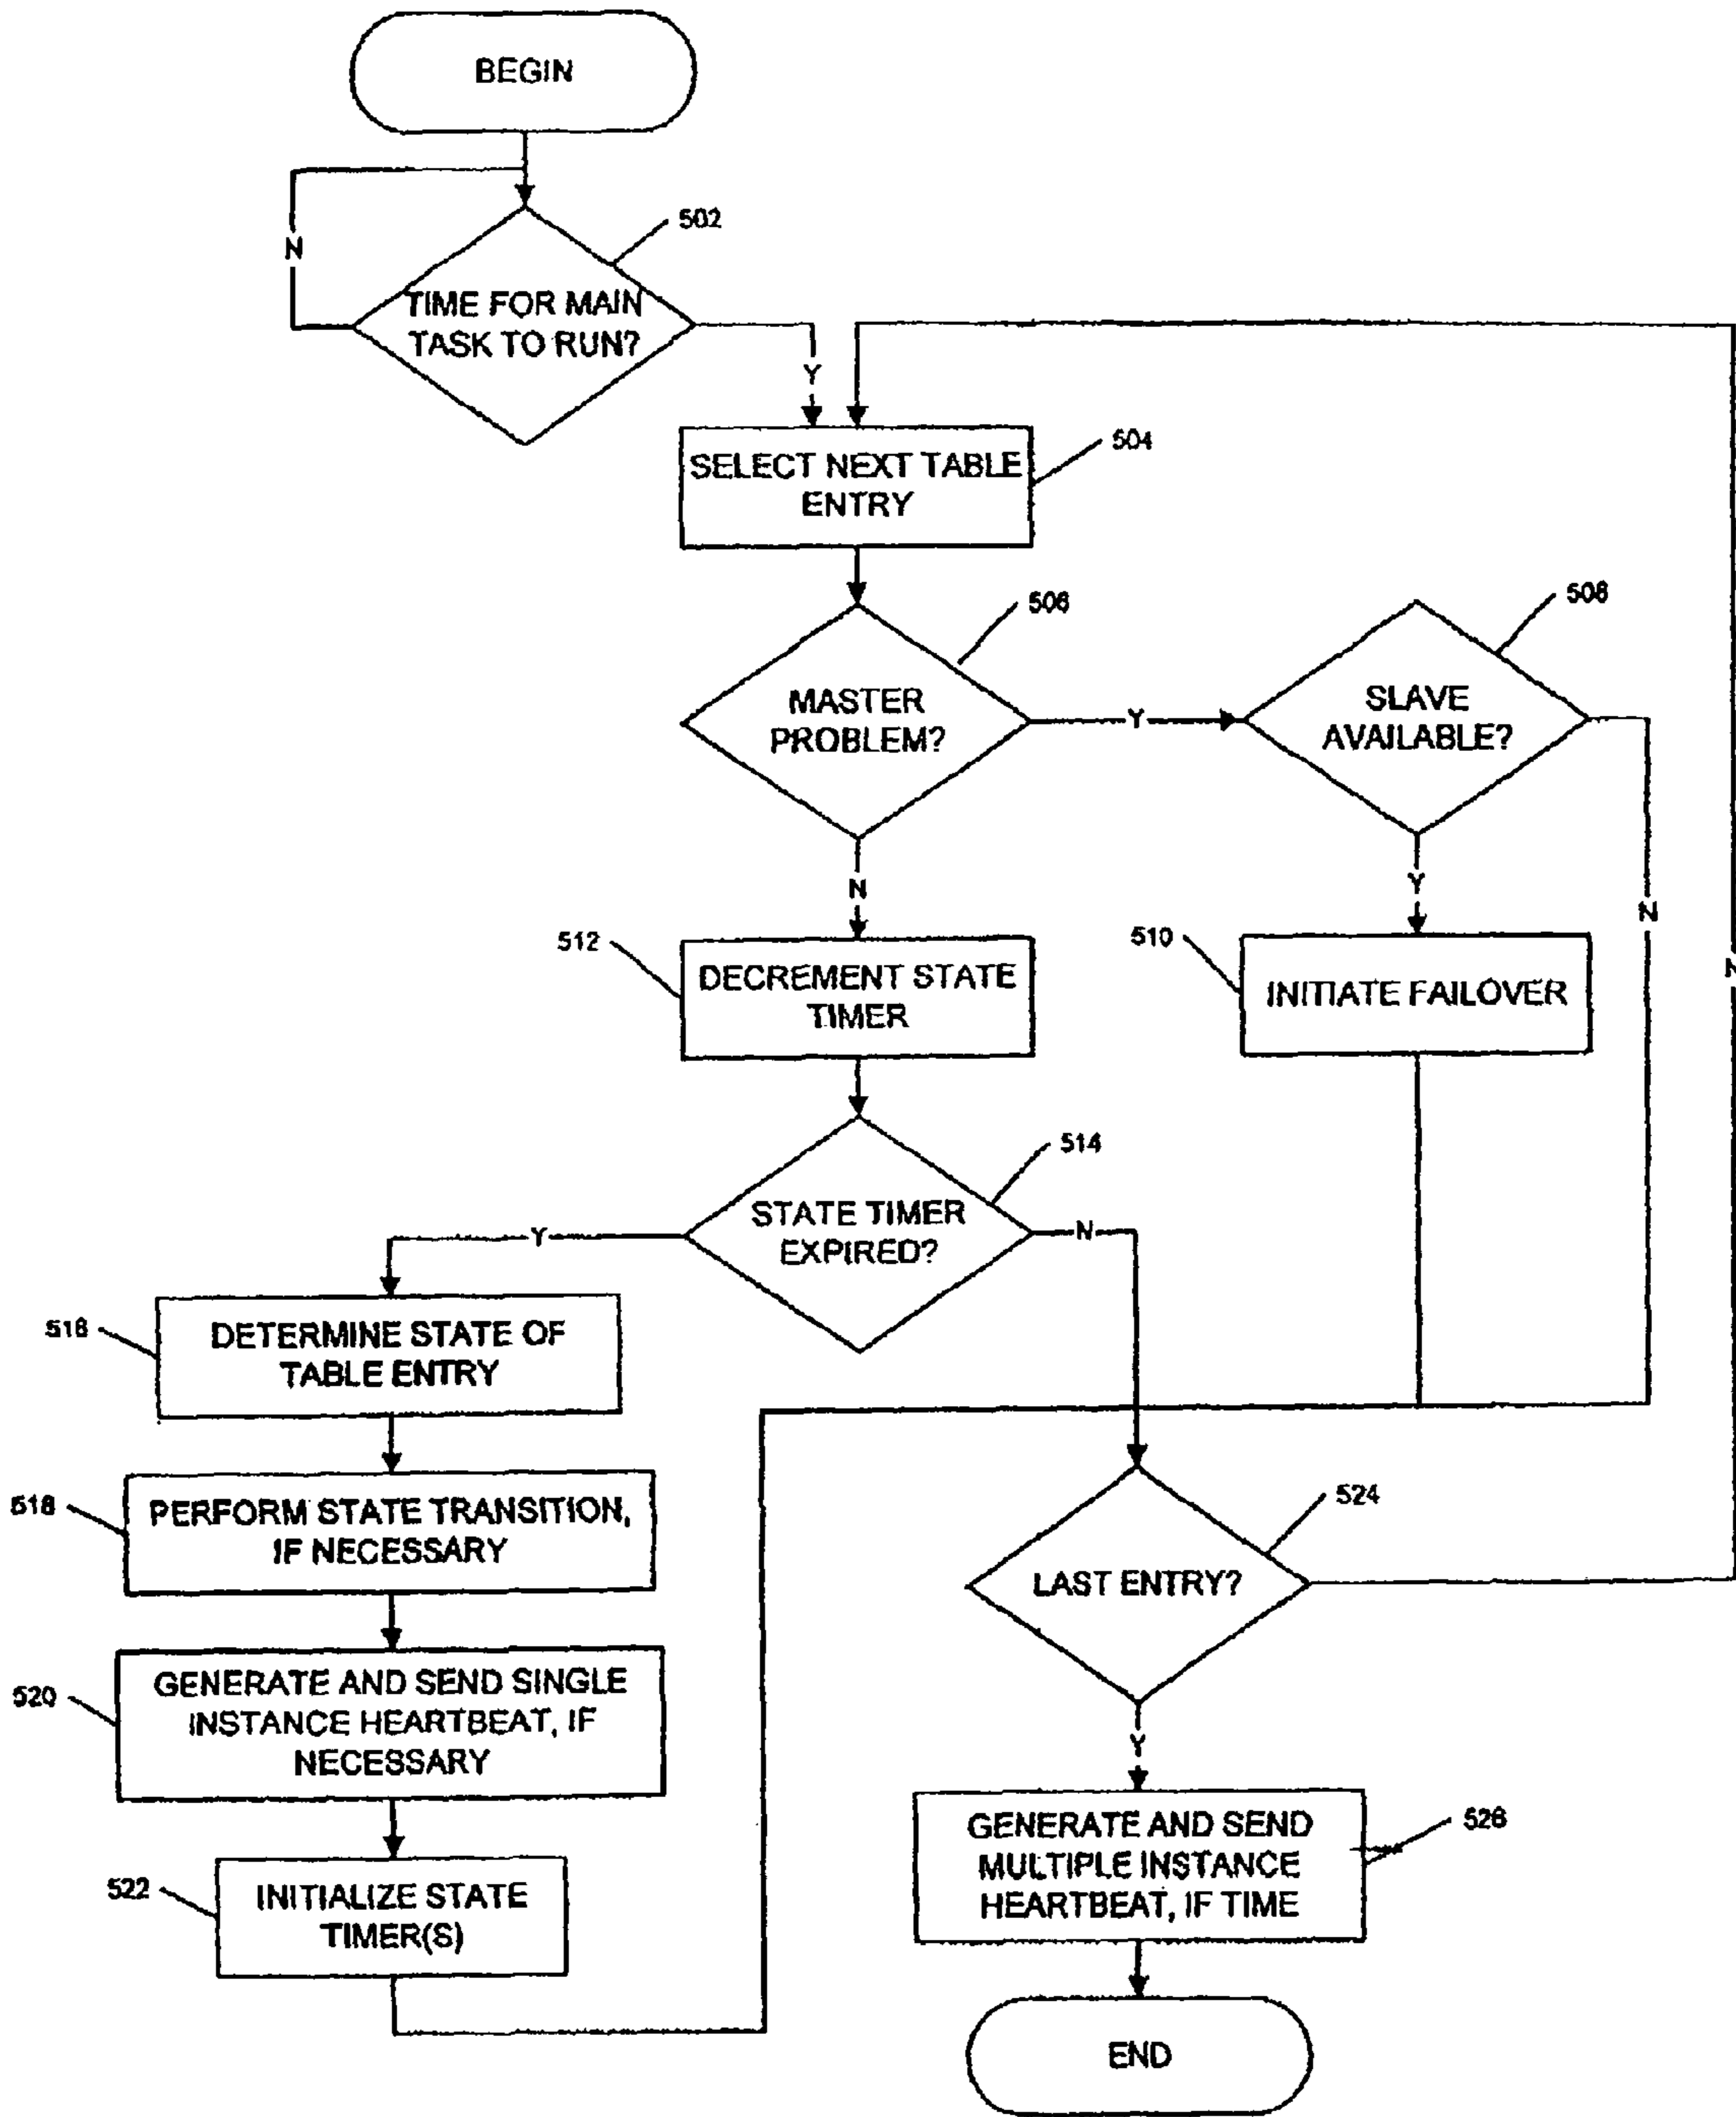 BEGIN
N
502
TIME FOR MAIN
TASK TO RUN?
Y
504
SELECT NEXT TABLE
ENTRY
506
508
MASTER
PROBLEM?
Y
SLAVE
AVAILABLE?
N
Y
N
N
512
DECREMENT STATE
TIMER
510
INITIATE FAILOVER
514
STATE TIMER
EXPIRED?
Y
N
516
DETERMINE STATE OF
TABLE ENTRY
518
PERFORM STATE TRANSITION,
IF NECESSARY
524
LAST ENTRY?
520
GENERATE AND SEND SINGLE
INSTANCE HEARTBEAT, IF
NECESSARY
Y
522
INITIALIZE STATE
TIMER(S)
526
GENERATE AND SEND
MULTIPLE INSTANCE
HEARTBEAT, IF TIME
END